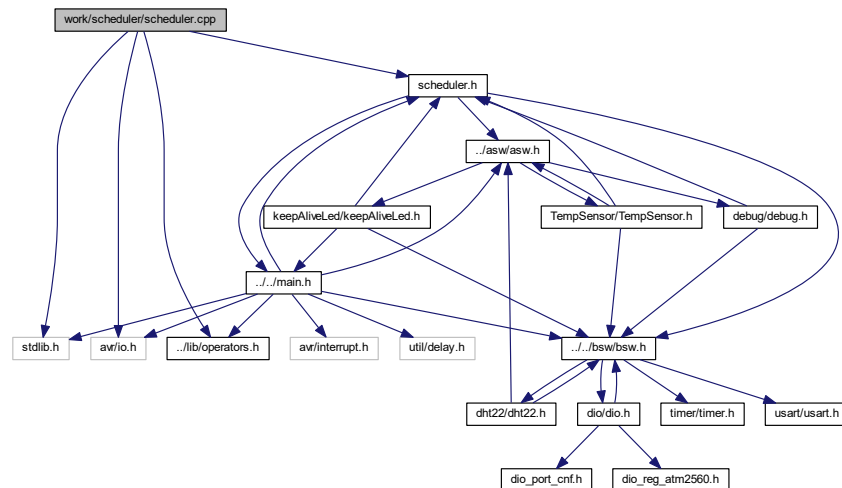 work/scheduler/scheduler.cpp
scheduler.h
../asw/asw.h
keepAliveLed/keepAliveLed.h
TempSensor/TempSensor.h
debug/debug.h
../../main.h
stdlib.h
avr/io.h
../lib/operators.h
avr/interrupt.h
util/delay.h
../../bsw/bsw.h
dht22/dht22.h
dio/dio.h
timer/timer.h
usart/usart.h
dio_port_cnf.h
dio_reg_atm2560.h